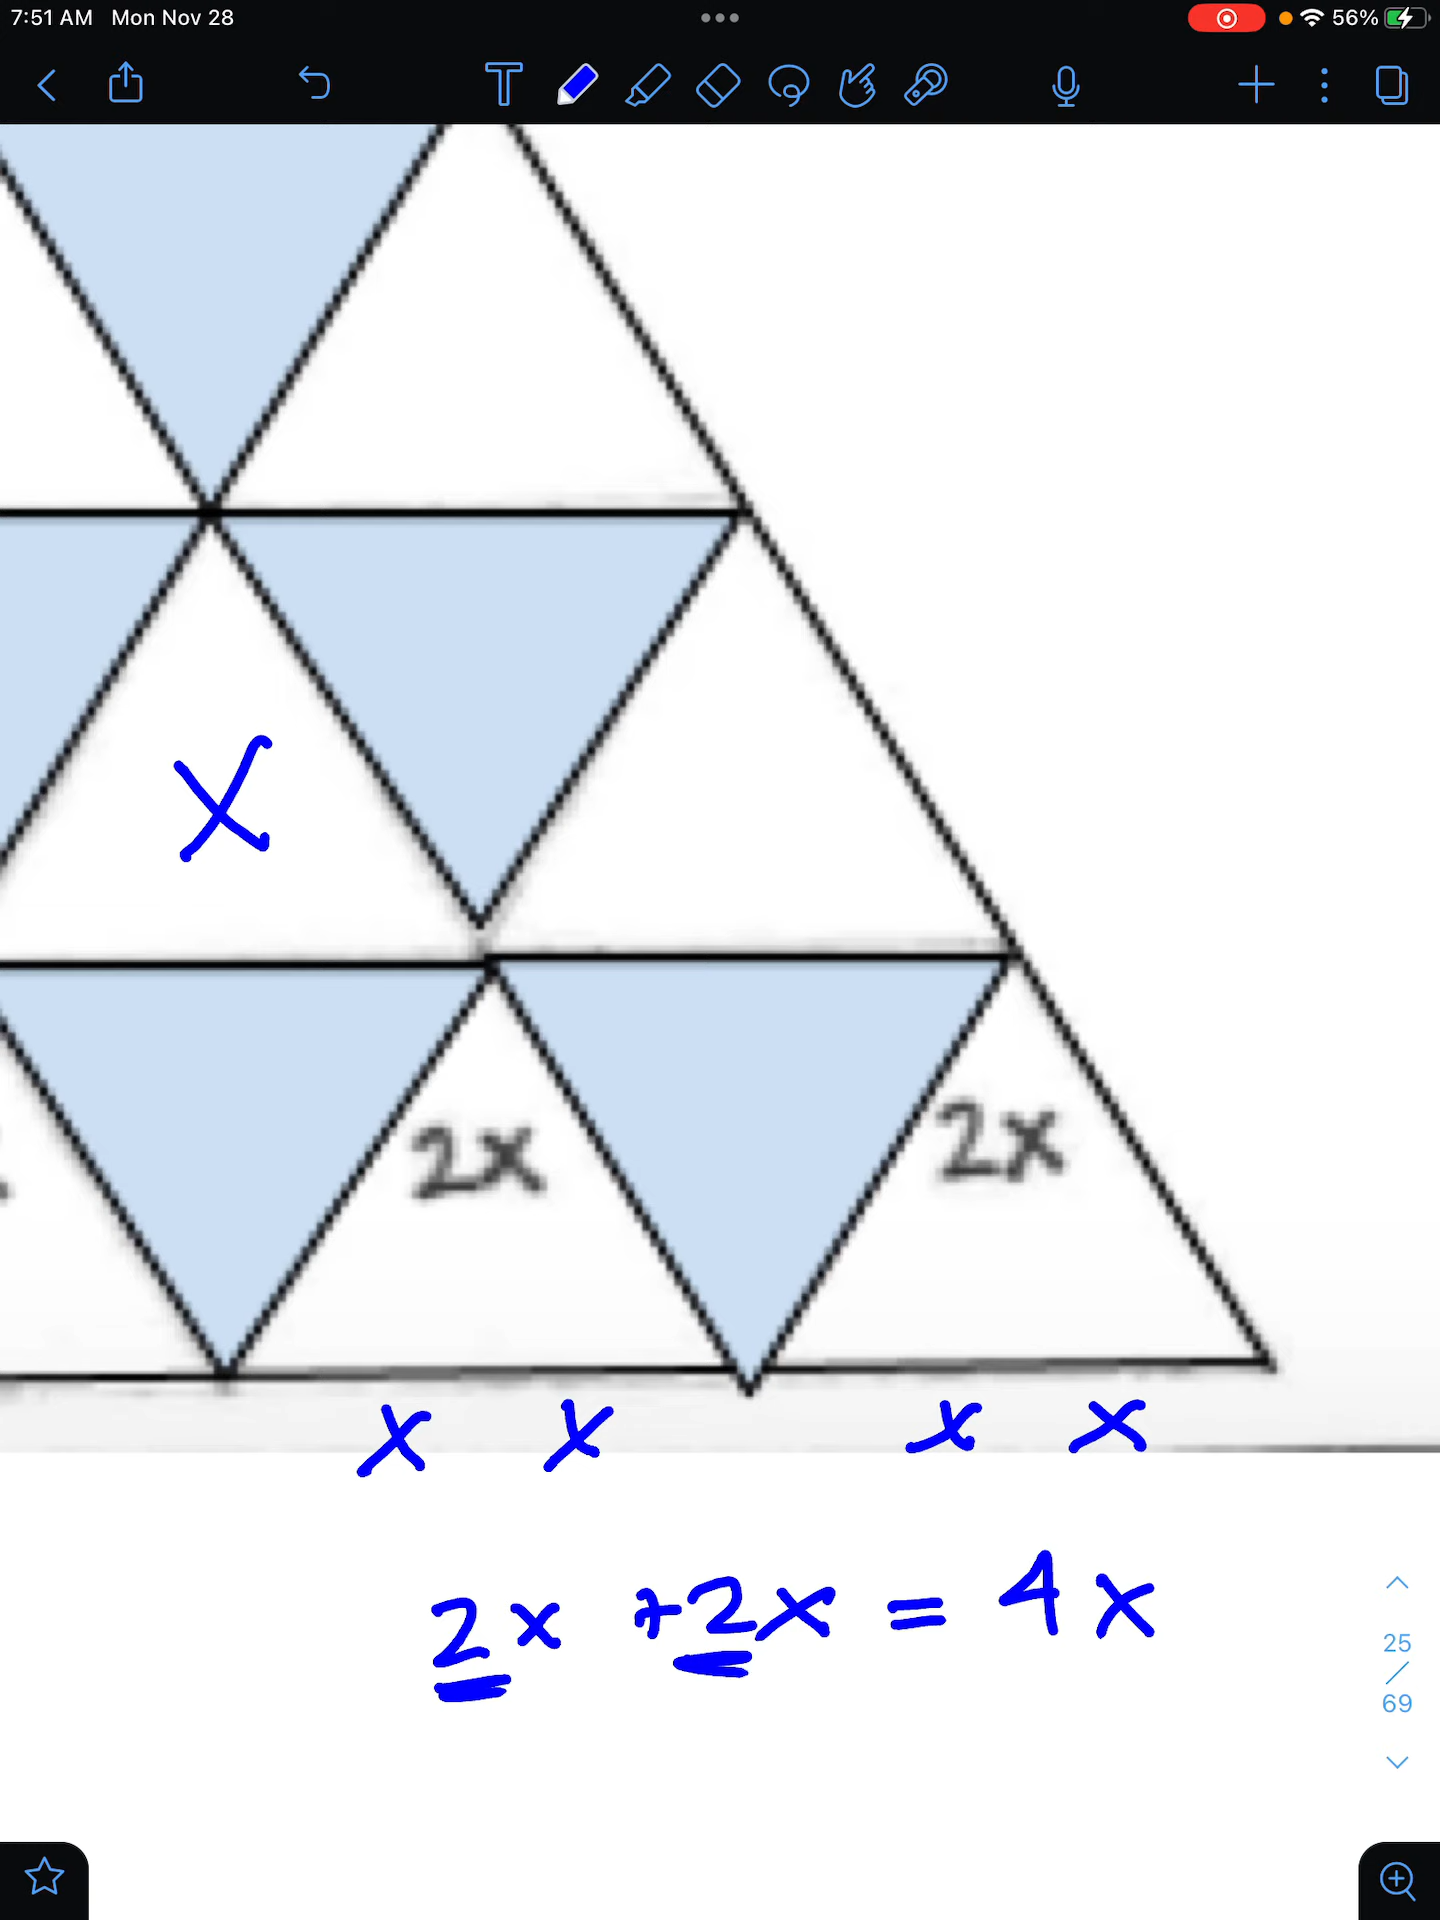 7:51 AM Mon Nov 28
56%
T
X
2x 2x
x x x x
2x +2x = 4x
25
/
69